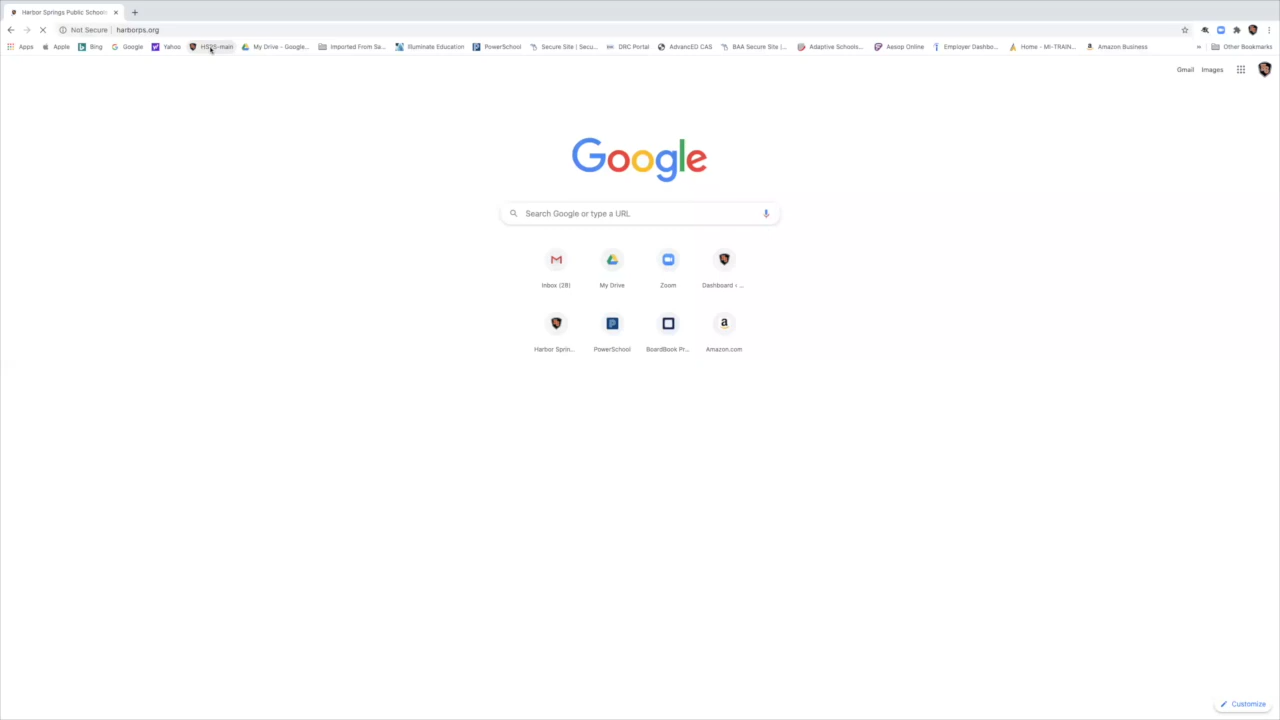 Harbor Springs Public Schools
Not Secure | harborps.org
Apps Apple Bing Google Yahoo HSPS-main My Drive - Google... Imported From Sa... Illuminate Education PowerSchool Secure Site | Secu... DRC Portal AdvancED CAS BAA Secure Site |... Adaptive Schools... Aesop Online Employer Dashbo... Home - MI-TRAIN... Amazon Business » Other Bookmarks
Gmail Images
Google
Search Google or type a URL
Inbox (28) My Drive Zoom Dashboard ‹ ...
Harbor Sprin... PowerSchool BoardBook Pr... Amazon.com
Customize